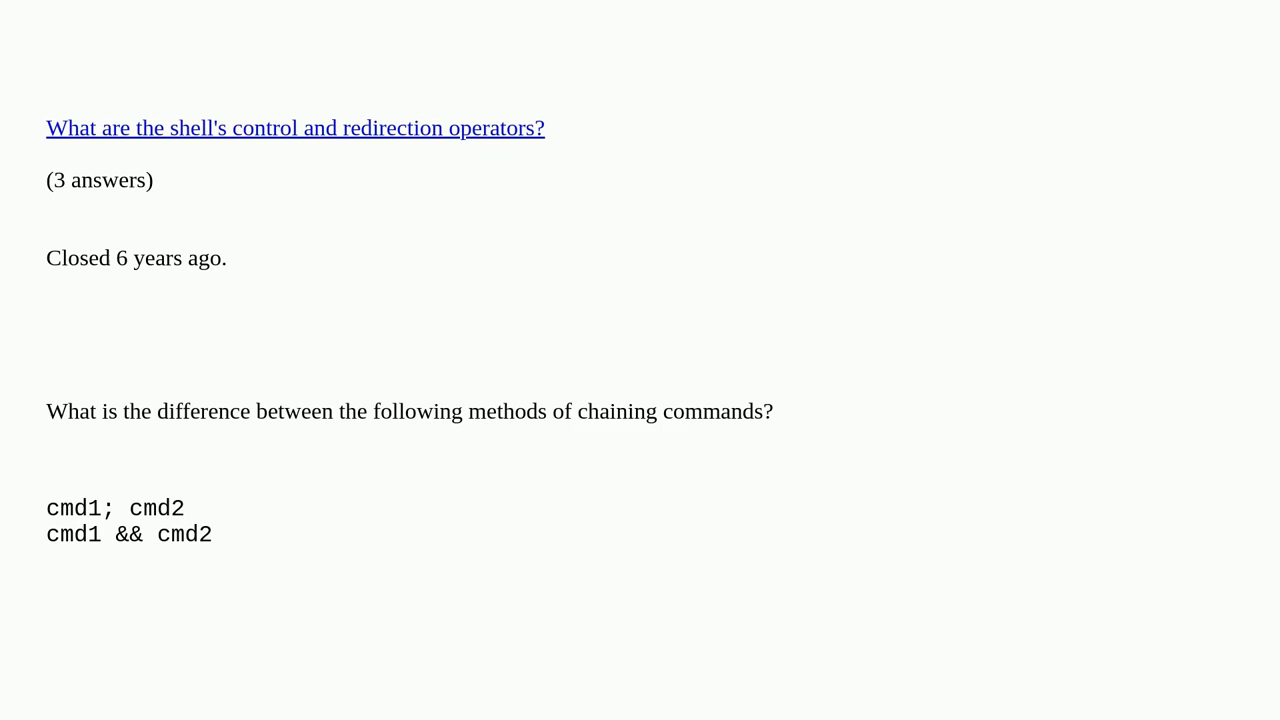 What are the shell's control and redirection operators?
(3 answers)
Closed 6 years ago.
What is the difference between the following methods of chaining commands?
cmd1; cmd2
cmd1 && cmd2